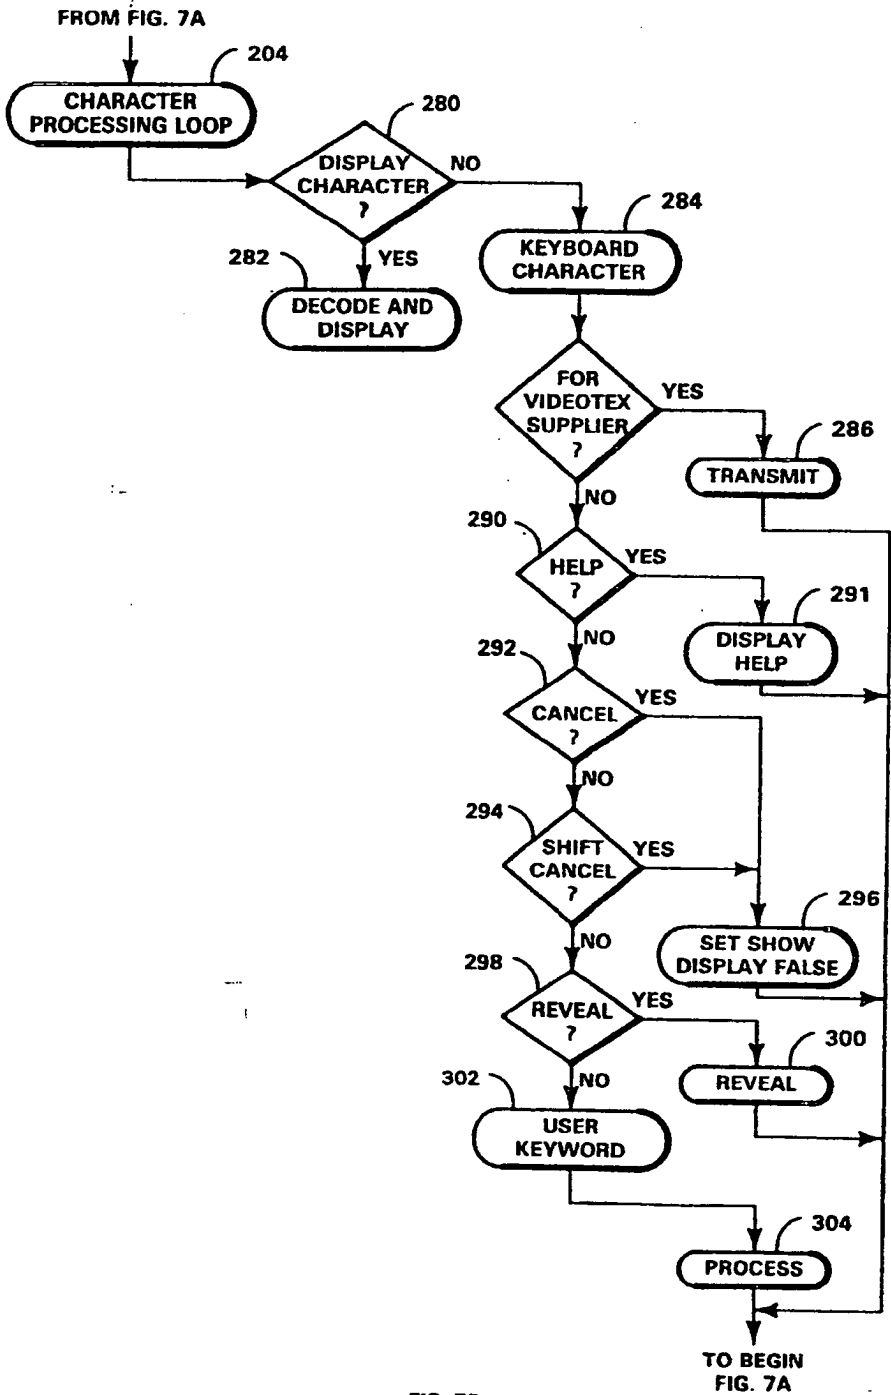 FROM FIG. 7A
204
CHARACTER
PROCESSING LOOP
280
DISPLAY
CHARACTER
?
NO
YES
282
DECODE AND
DISPLAY
284
KEYBOARD
CHARACTER
FOR
VIDEOTEX
SUPPLIER
?
YES
286
TRANSMIT
NO
290
HELP
?
YES
291
DISPLAY
HELP
NO
292
CANCEL
?
YES
NO
294
SHIFT
CANCEL
?
YES
296
SET SHOW
DISPLAY FALSE
NO
298
REVEAL
?
YES
300
REVEAL
NO
302
USER
KEYWORD
304
PROCESS
TO BEGIN
FIG. 7A